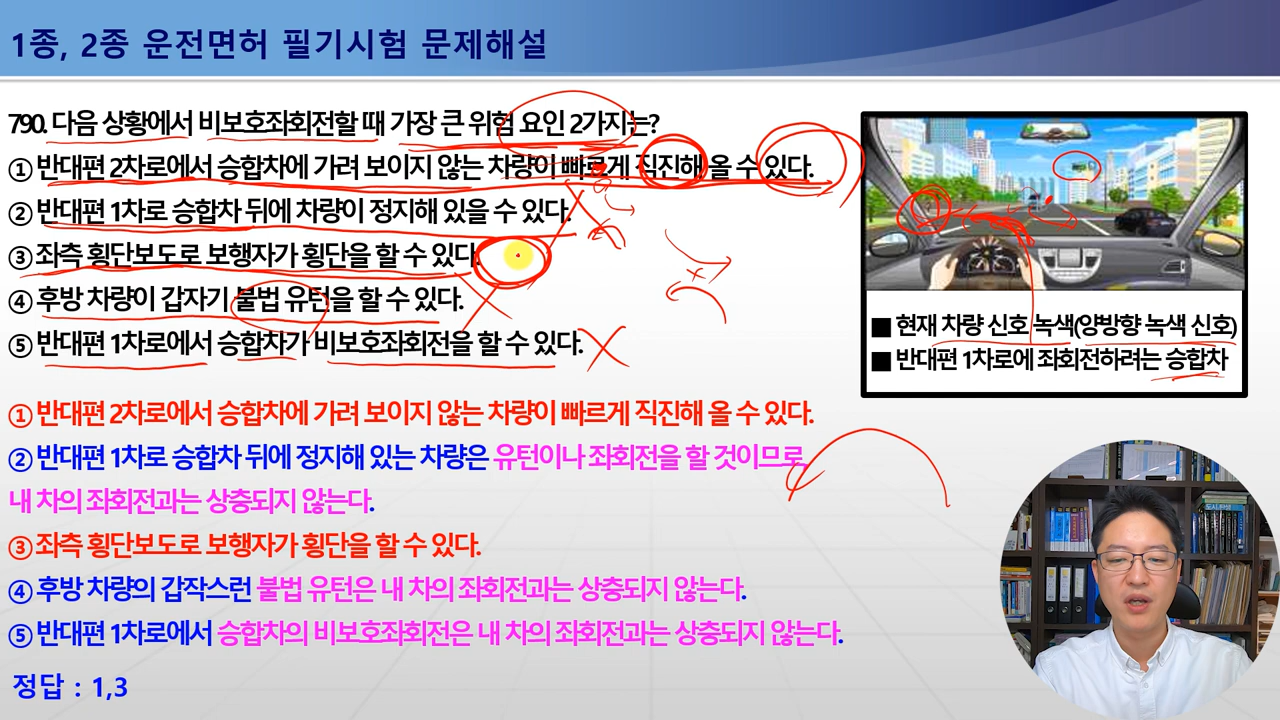 1종, 2종 운전면허 필기시험 문제해설
790. 다음 상황에서 비보호좌회전할 때 가장 큰 위험 요인 2가지는?
① 반대편 2차로에서 승합차에 가려 보이지 않는 차량이 빠르게 직진해 올 수 있다.
② 반대편 1차로 승합차 뒤에 차량이 정지해 있을 수 있다.
③ 좌측 횡단보도로 보행자가 횡단을 할 수 있다.
④ 후방 차량이 갑자기 불법 유턴을 할 수 있다.
⑤ 반대편 1차로에서 승합차가 비보호좌회전을 할 수 있다.
■ 현재 차량 신호 녹색(양방향 녹색 신호)
■ 반대편 1차로에 좌회전하려는 승합차
① 반대편 2차로에서 승합차에 가려 보이지 않는 차량이 빠르게 직진해 올 수 있다.
② 반대편 1차로 승합차 뒤에 정지해 있는 차량은 유턴이나 좌회전을 할 것이므로
내 차의 좌회전과는 상충되지 않는다.
③ 좌측 횡단보도로 보행자가 횡단을 할 수 있다.
④ 후방 차량의 갑작스런 불법 유턴은 내 차의 좌회전과는 상충되지 않는다.
⑤ 반대편 1차로에서 승합차의 비보호좌회전은 내 차의 좌회전과는 상충되지 않는다.
정답 : 1,3